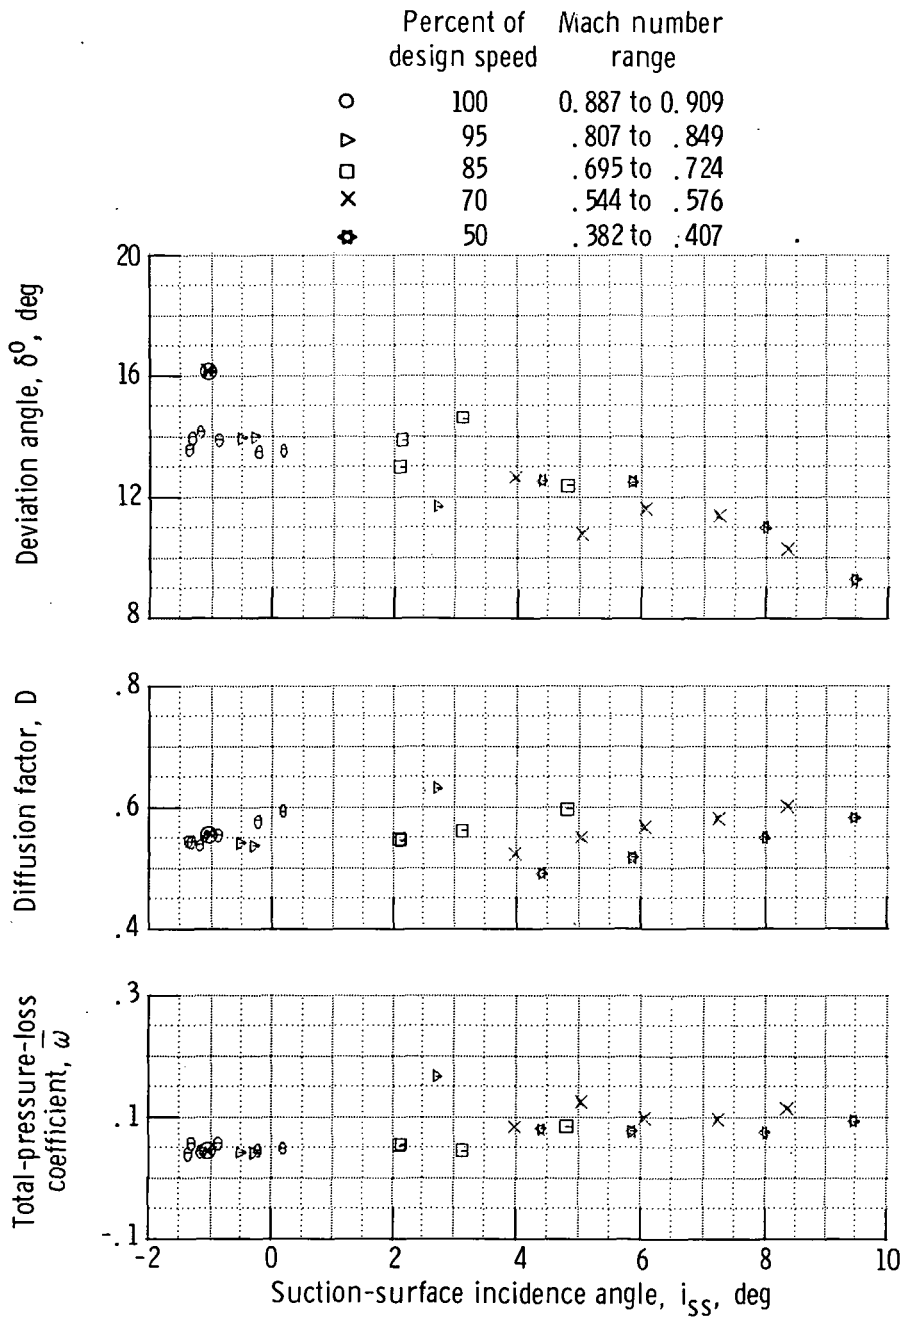 Percent of design speed Mach number range
100 0.887 to 0.909
95 .807 to .849
85 .695 to .724
70 .544 to .576
50 .382 to .407
Deviation angle, δ⁰, deg
20
16
12
8
Diffusion factor, D
.8
.6
.4
Total-pressure-loss
coefficient, ω̅
.3
.1
-.1
-2 0 2 4 6 8 10
Suction-surface incidence angle, iss, deg